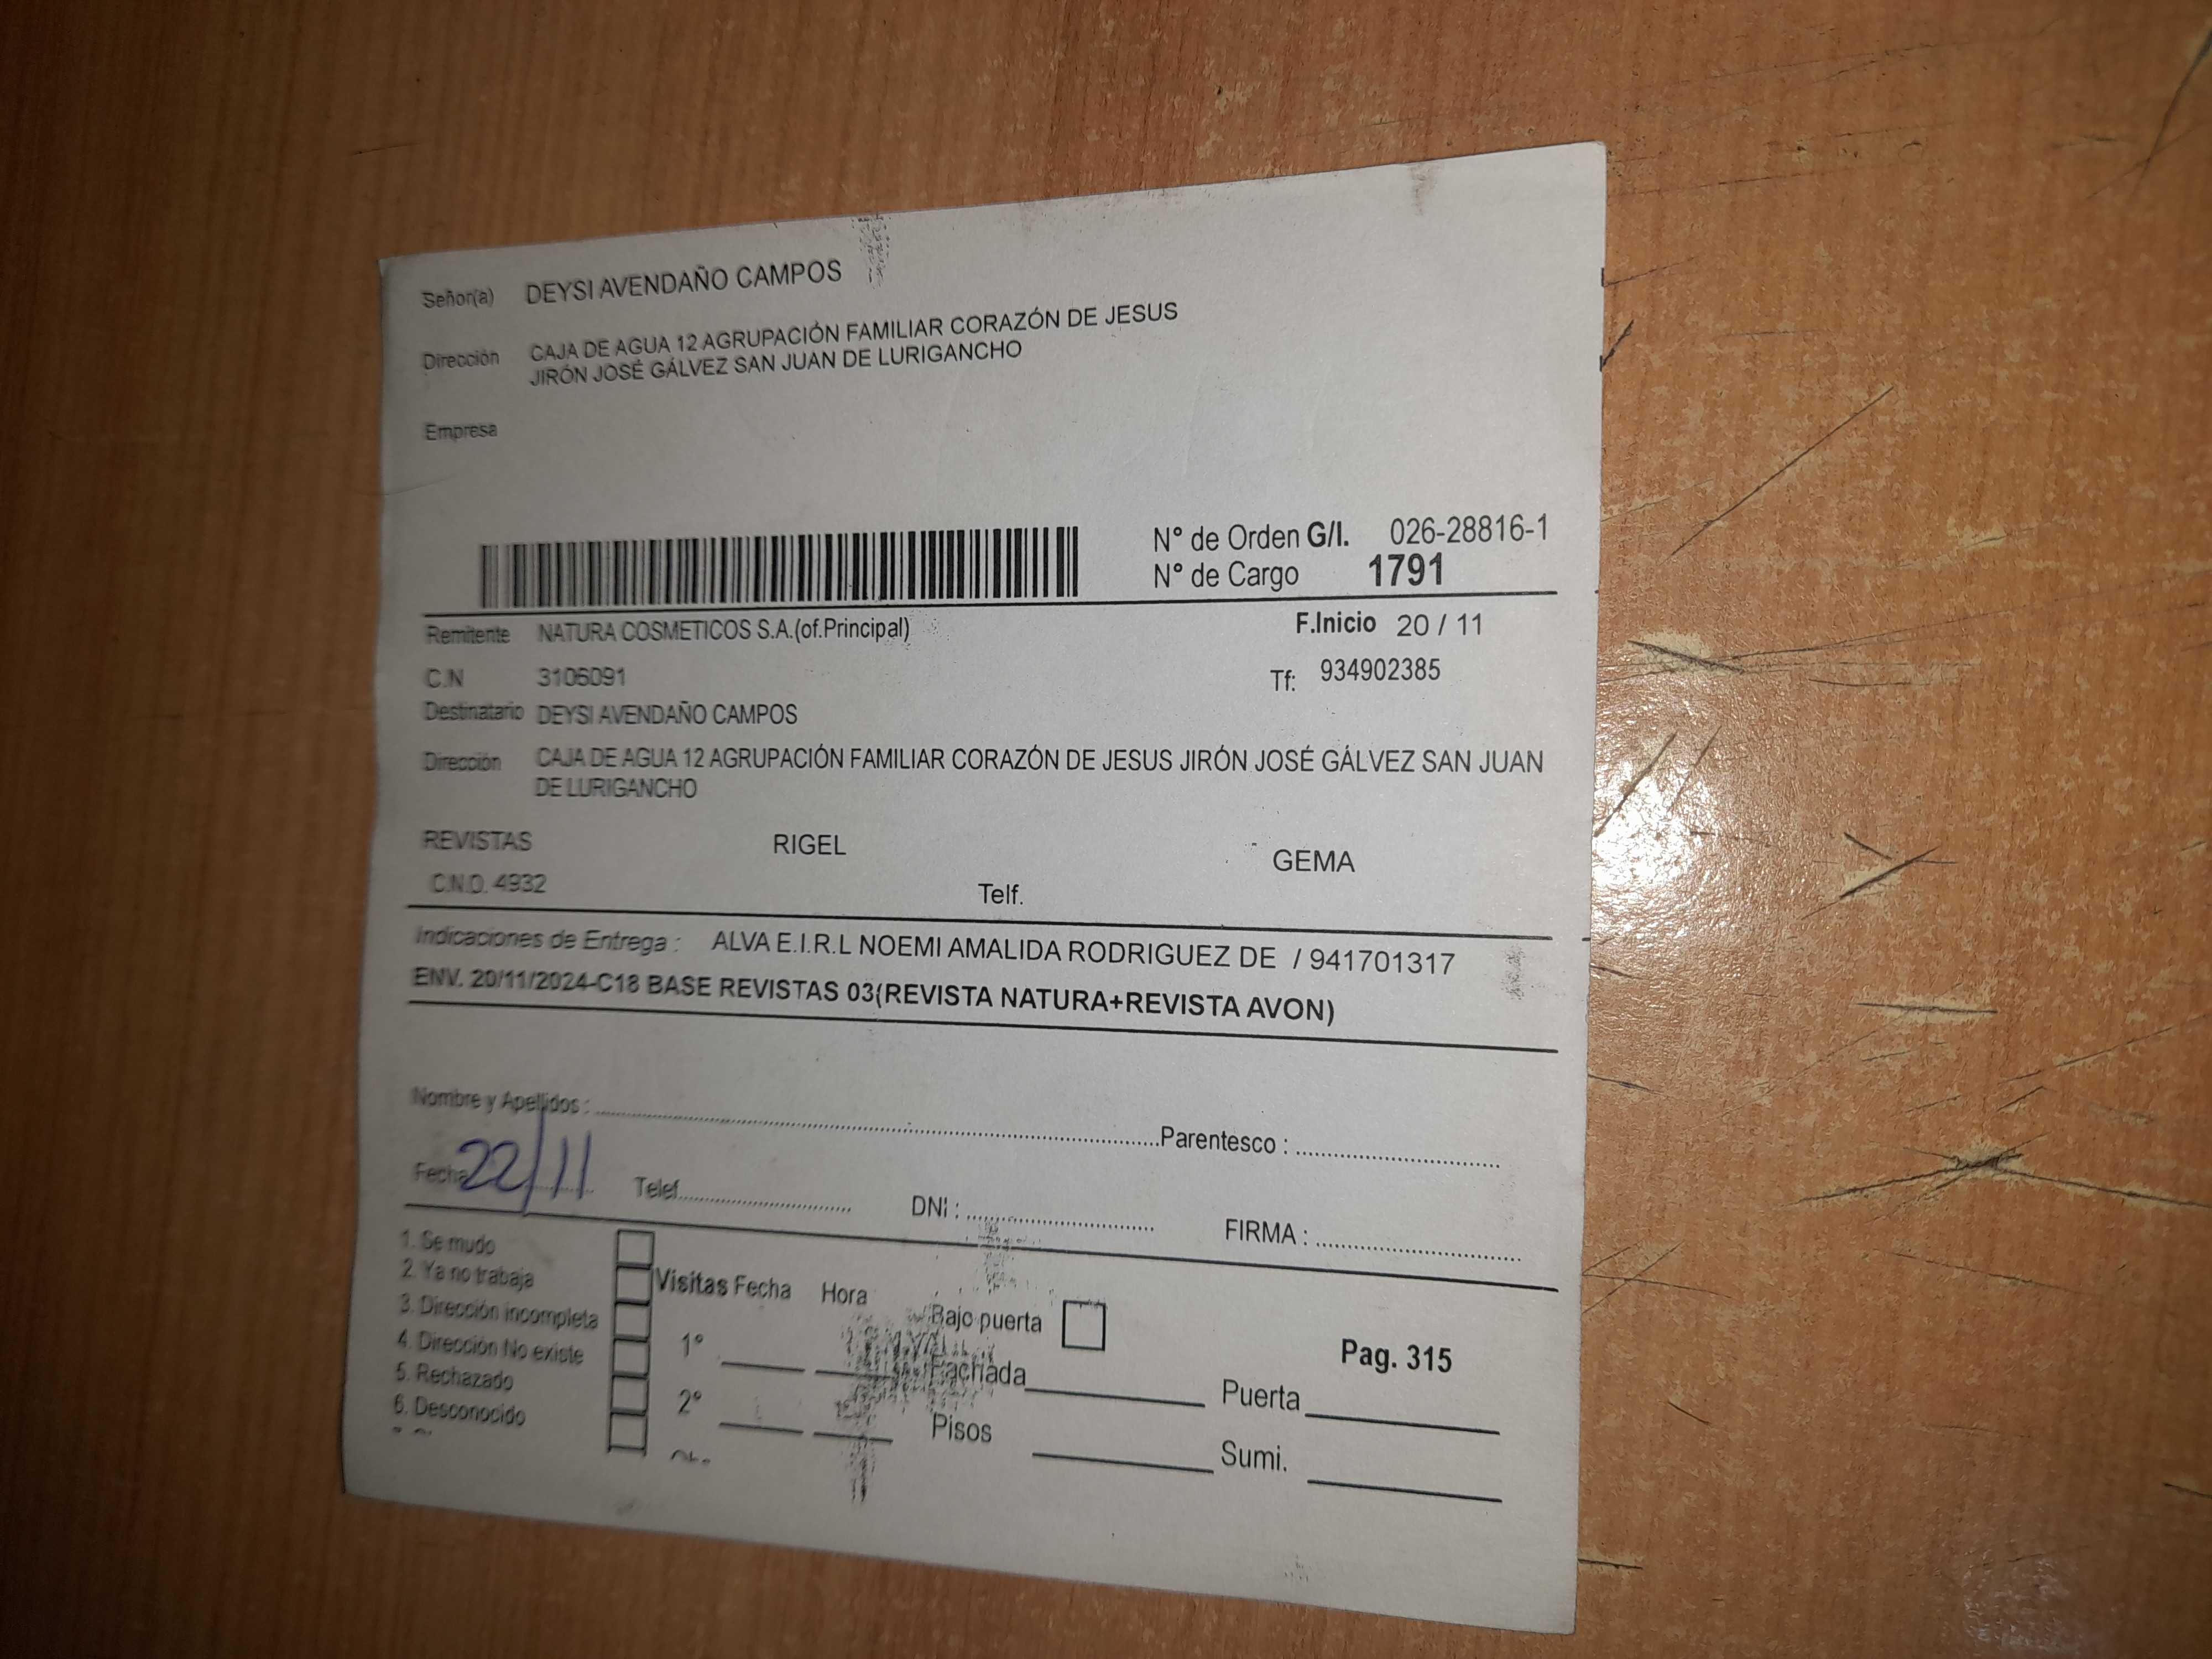 Señor(a) DEYSI AVENDAÑO CAMPOS
Dirección CAJA DE AGUA 12 AGRUPACIÓN FAMILIAR CORAZÓN DE JESUS
JIRÓN JOSÉ GÁLVEZ SAN JUAN DE LURIGANCHO
Empresa
N° de Orden G/I. 026-28816-1
N° de Cargo 1791
Remitente NATURA COSMETICOS S.A.(of.Principal) F.Inicio 20 / 11
C.N 3106091 Tf: 934902385
Destinatario DEYSI AVENDAÑO CAMPOS
Dirección CAJA DE AGUA 12 AGRUPACIÓN FAMILIAR CORAZÓN DE JESUS JIRÓN JOSÉ GÁLVEZ SAN JUAN
DE LURIGANCHO
REVISTAS RIGEL GEMA
C.N.D. 4932 Telf.
Indicaciones de Entrega : ALVA E.I.R.L NOEMI AMALIDA RODRIGUEZ DE / 941701317
ENV. 20/11/2024-C18 BASE REVISTAS 03(REVISTA NATURA+REVISTA AVON)
Nombre y Apellidos : Parentesco :
Fecha 22/11 Telef. DNI : FIRMA :
1. Se mudo
2. Ya no trabaja Visitas Fecha Hora Bajo puerta
3. Dirección incompleta 1° Fachada Pag. 315
4. Dirección No existe Puerta
5. Rechazado 2° Pisos
6. Desconocido Sumi.